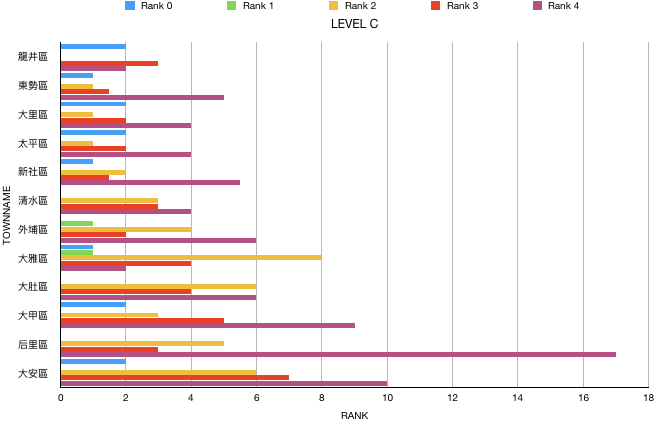 Rank 0 Rank 1 Rank 2 Rank 3 Rank 4
LEVEL C
TOWNNAME
龍井區
東勢區
大里區
太平區
新社區
清水區
外埔區
大雅區
大肚區
大甲區
后里區
大安區
0 2 4 6 8 10 12 14 16 18
RANK